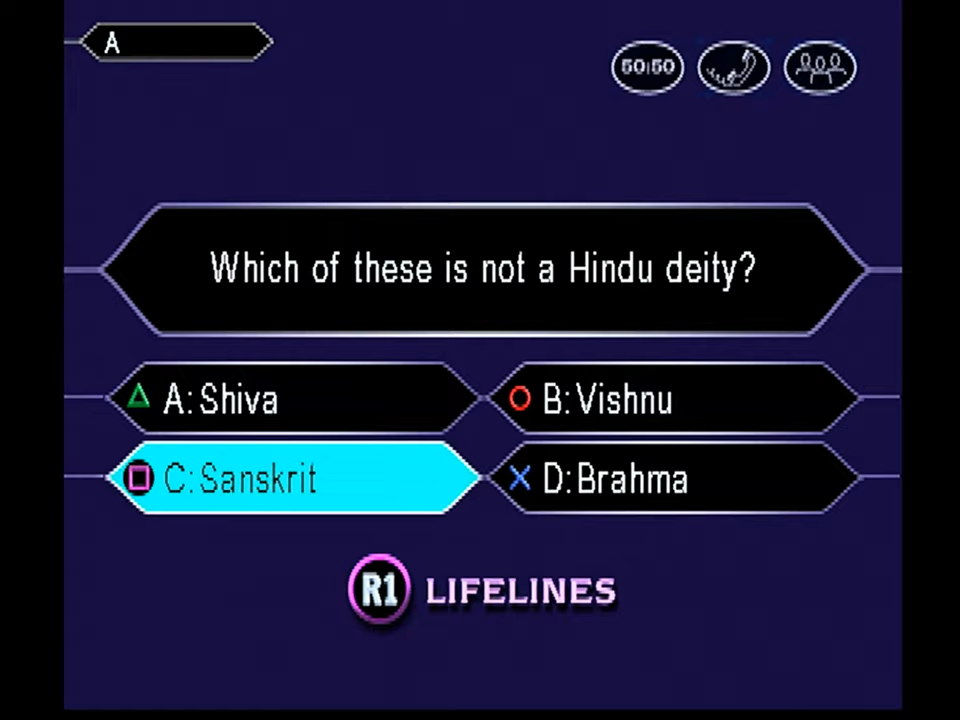 A
50:50
Which of these is not a Hindu deity?
A: Shiva
B: Vishnu
C: Sanskrit
D: Brahma
R1 LIFELINES